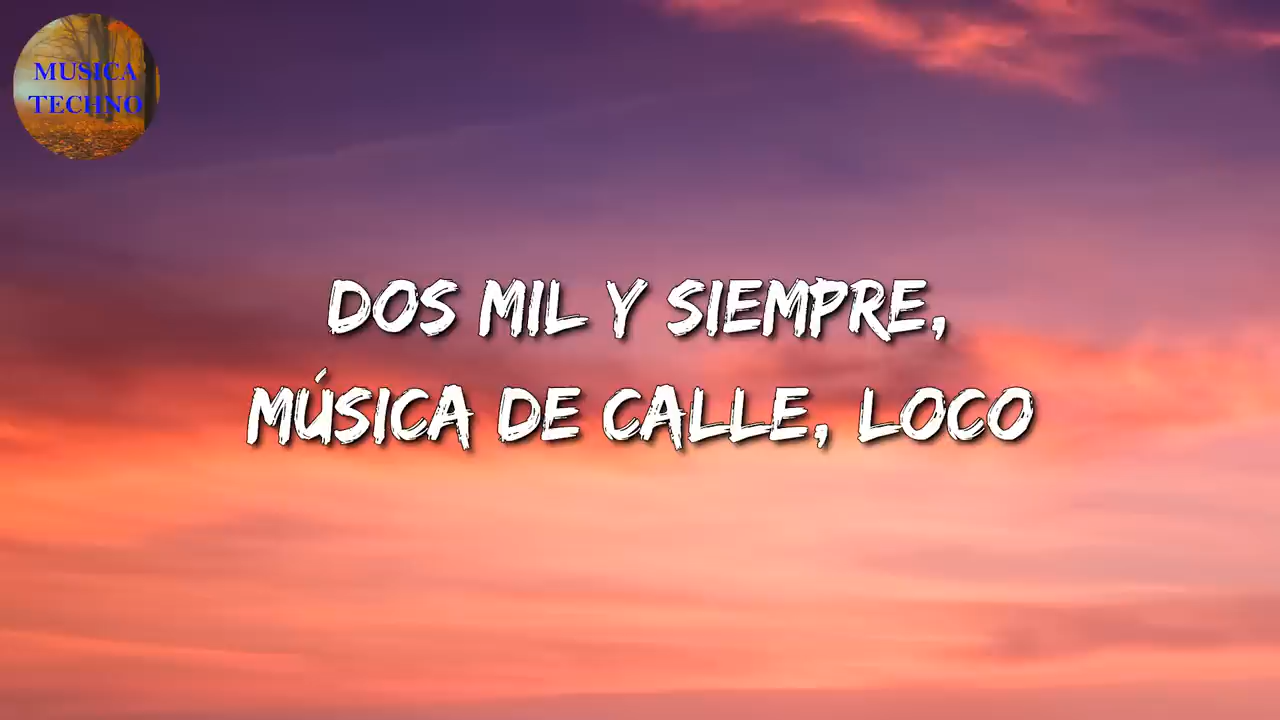 MUSICA
TECHNO
DOS MIL Y SIEMPRE,
MÚSICA DE CALLE, LOCO